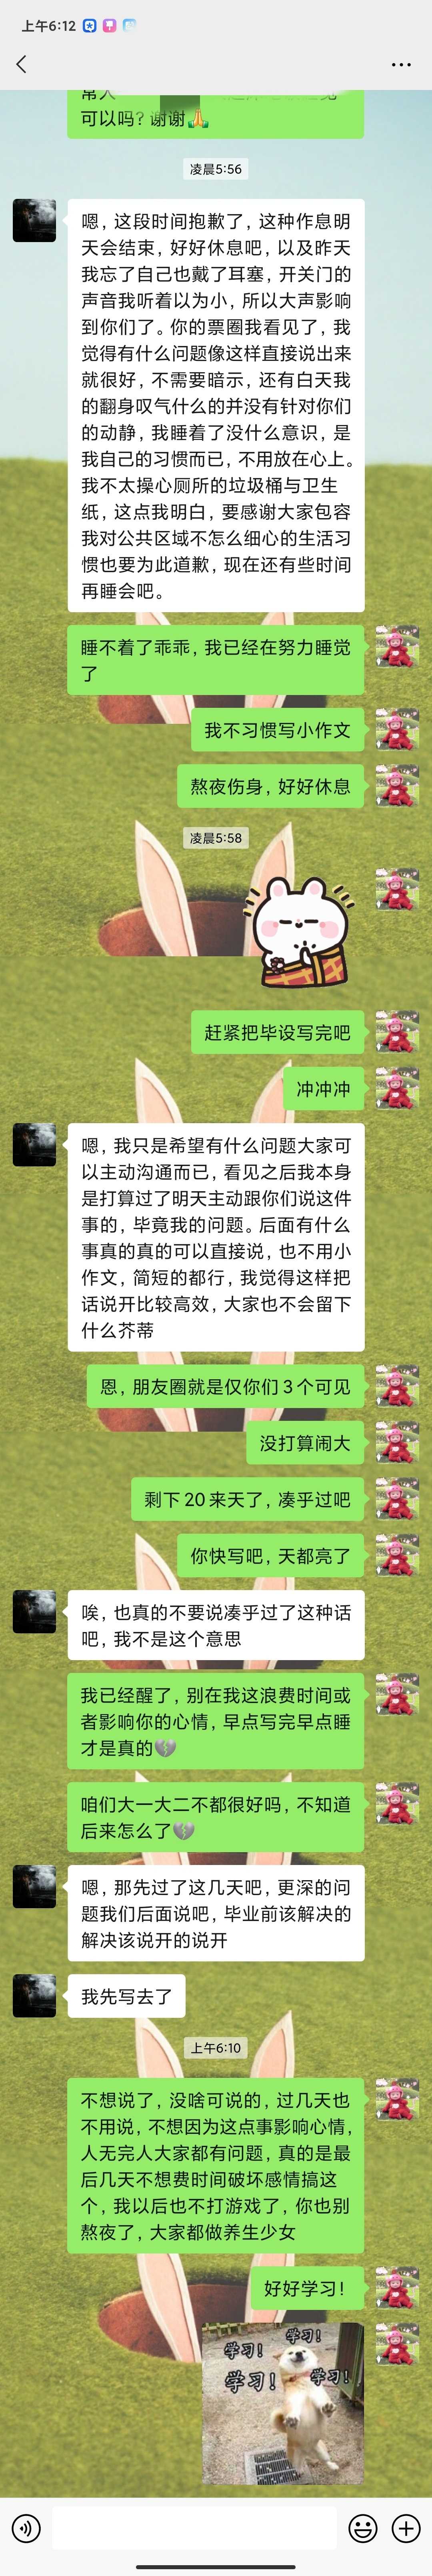 上午6:12
常人
可以吗？谢谢🙏
凌晨5:56
嗯，这段时间抱歉了，这种作息明
天会结束，好好休息吧，以及昨天
我忘了自己也戴了耳塞，开关门的
声音我听着以为小，所以大声影响
到你们了。你的票圈我看见了，我
觉得有什么问题像这样直接说出来
就很好，不需要暗示，还有白天我
的翻身叹气什么的并没有针对你们
的动静，我睡着了没什么意识，是
我自己的习惯而已，不用放在心上。
我不太操心厕所的垃圾桶与卫生
纸，这点我明白，要感谢大家包容
我对公共区域不怎么细心的生活习
惯也要为此道歉，现在还有些时间
再睡会吧。
睡不着了乖乖，我已经在努力睡觉
了
我不习惯写小作文
熬夜伤身，好好休息
凌晨5:58
赶紧把毕设写完吧
冲冲冲
嗯，我只是希望有什么问题大家可
以主动沟通而已，看见之后我本身
是打算过了明天主动跟你们说这件
事的，毕竟我的问题。后面有什么
事真的真的可以直接说，也不用小
作文，简短的都行，我觉得这样把
话说开比较高效，大家也不会留下
什么芥蒂
恩，朋友圈就是仅你们3个可见
没打算闹大
剩下20来天了，凑乎过吧
你快写吧，天都亮了
唉，也真的不要说凑乎过了这种话
吧，我不是这个意思
我已经醒了，别在我这浪费时间或
者影响你的心情，早点写完早点睡
才是真的💔
咱们大一大二不都很好吗，不知道
后来怎么了💔
嗯，那先过了这几天吧，更深的问
题我们后面说吧，毕业前该解决的
解决该说开的说开
我先写去了
上午6:10
不想说了，没啥可说的，过几天也
不用说，不想因为这点事影响心情，
人无完人大家都有问题，真的是最
后几天不想费时间破坏感情搞这
个，我以后也不打游戏了，你也别
熬夜了，大家都做养生少女
好好学习！
学习！
学习！
学习！
学习！